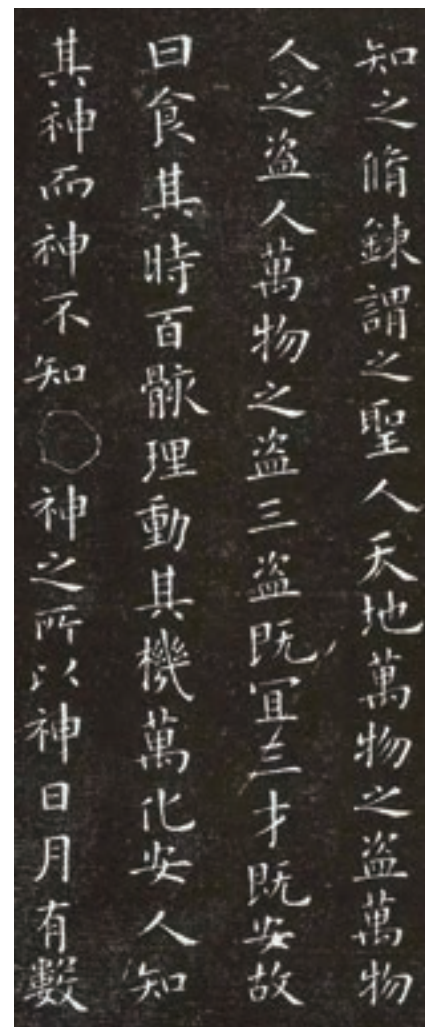 知之脩鍊謂之聖人天地萬物之盜萬物
人之盜人萬物之盜三盜既冝三才既安故
曰食其時百骸理動其機萬化安人知
其神而神不知神之所以神日月有數